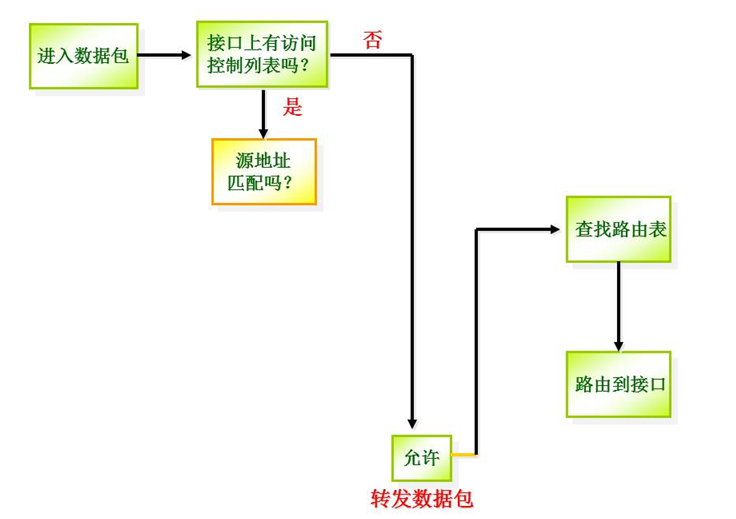 进入数据包
接口上有访问
控制列表吗？
否
是
源地址
匹配吗？
查找路由表
路由到接口
允许
转发数据包